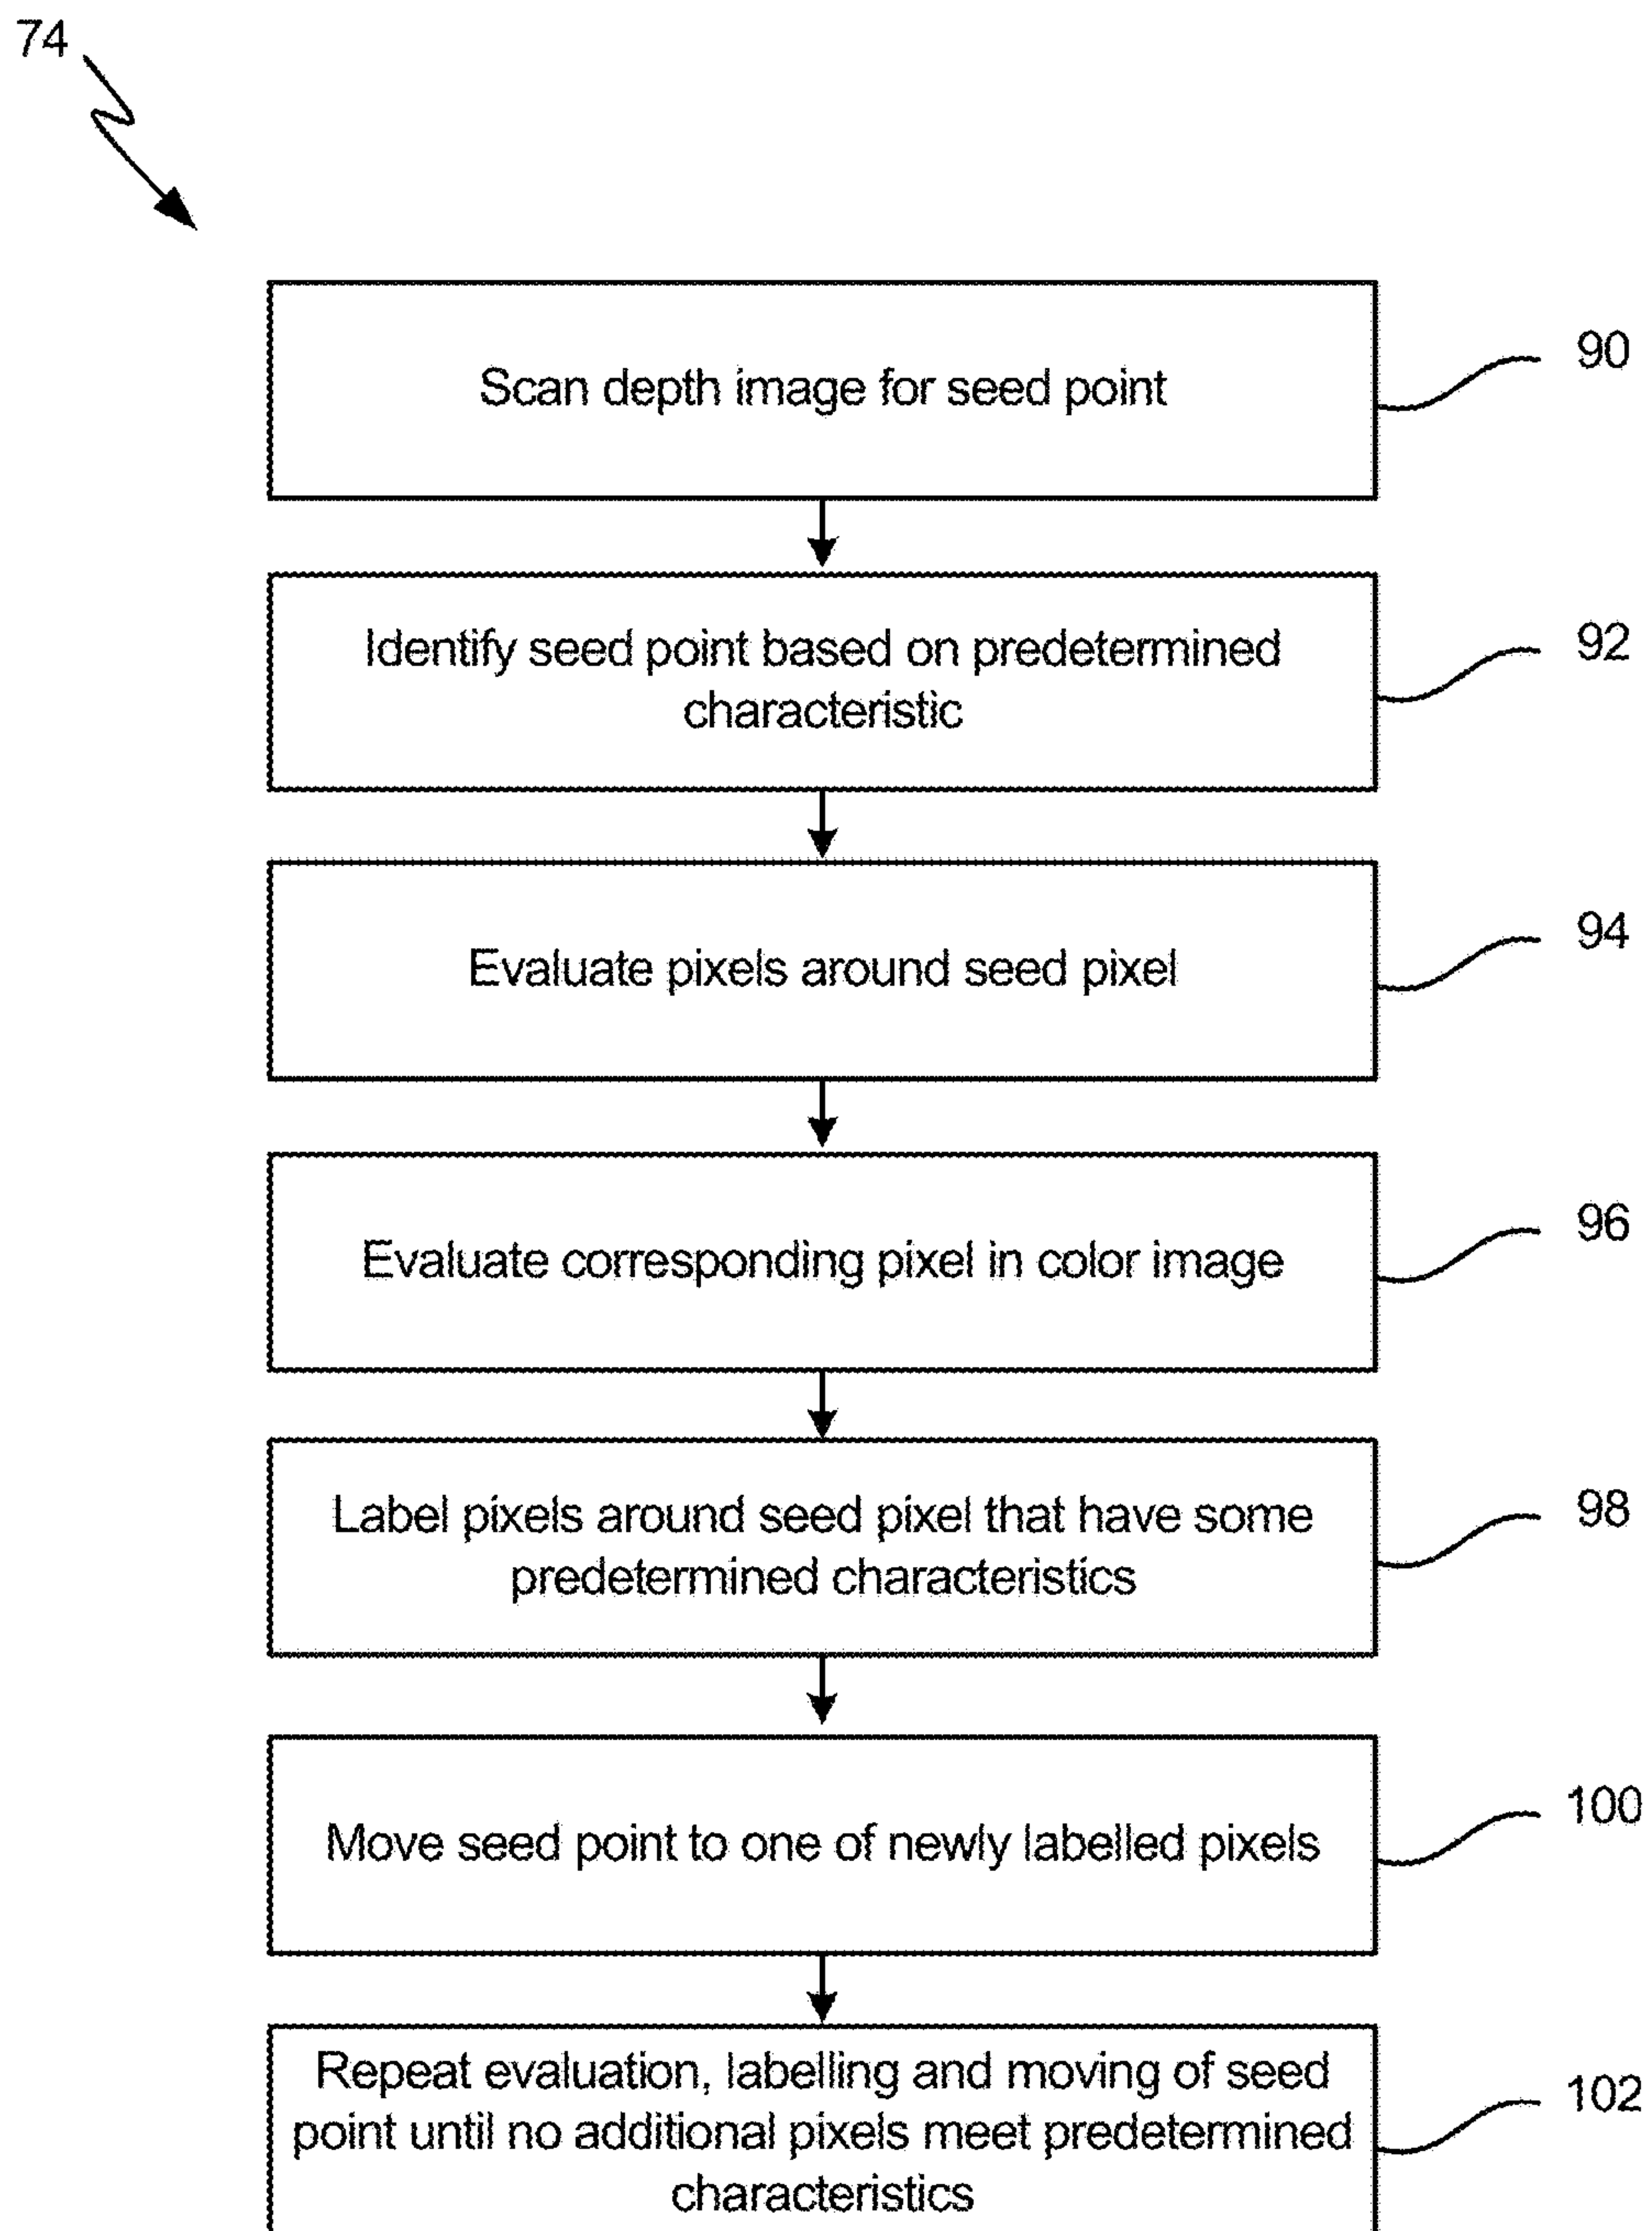 74
Scan depth image for seed point
90
Identify seed point based on predetermined
characteristic
92
Evaluate pixels around seed pixel
94
Evaluate corresponding pixel in color image
96
Label pixels around seed pixel that have some
predetermined characteristics
98
Move seed point to one of newly labelled pixels
100
Repeat evaluation, labelling and moving of seed
point until no additional pixels meet predetermined
characteristics
102